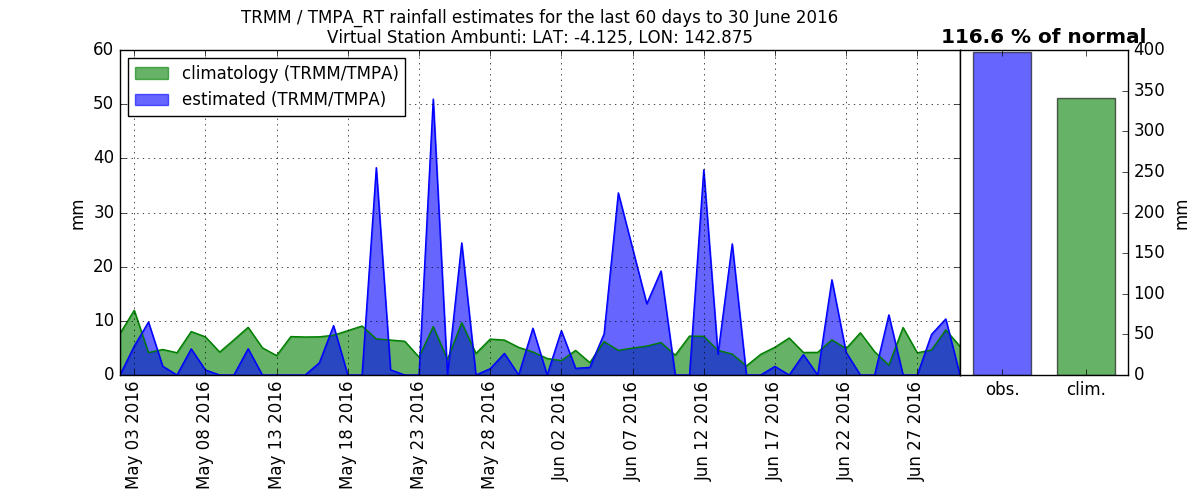 TRMM / TMPA_RT rainfall estimates for the last 60 days to 30 June 2016
Virtual Station Ambunti: LAT: -4.125, LON: 142.875
116.6 % of normal
climatology (TRMM/TMPA)
estimated (TRMM/TMPA)
60
50
40
30
20
10
0
mm
May 03 2016
May 08 2016
May 13 2016
May 18 2016
May 23 2016
May 28 2016
Jun 02 2016
Jun 07 2016
Jun 12 2016
Jun 17 2016
Jun 22 2016
Jun 27 2016
obs.
clim.
400
350
300
250
200
150
100
50
0
mm